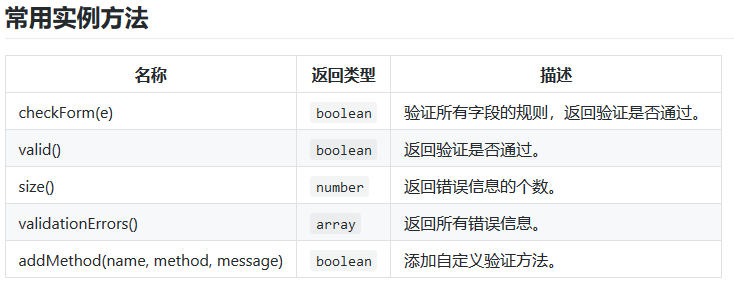 常用实例方法
名称 返回类型 描述
checkForm(e) boolean 验证所有字段的规则，返回验证是否通过。
valid() boolean 返回验证是否通过。
size() number 返回错误信息的个数。
validationErrors() array 返回所有错误信息。
addMethod(name, method, message) boolean 添加自定义验证方法。